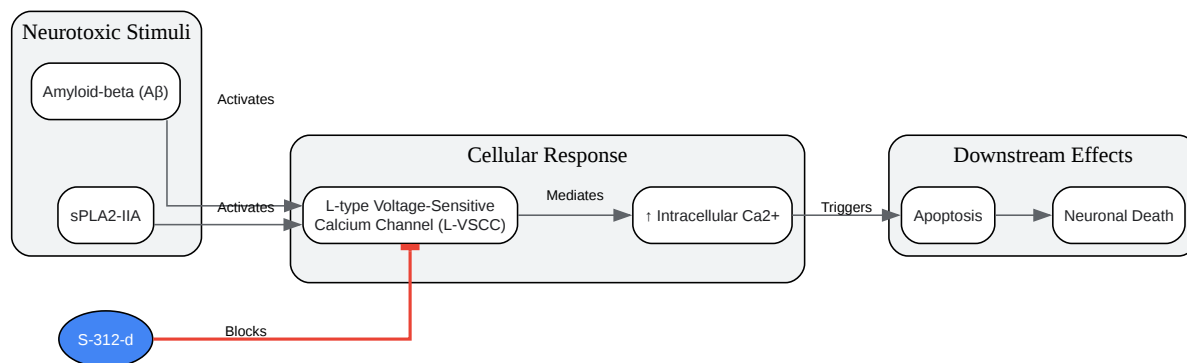 Neurotoxic Stimuli
Amyloid-beta (Aβ)
Activates
sPLA2-IIA
Activates
Cellular Response
L-type Voltage-Sensitive
Calcium Channel (L-VSCC)
Mediates
↑ Intracellular Ca2+
Triggers
Downstream Effects
Apoptosis
Neuronal Death
S-312-d
Blocks